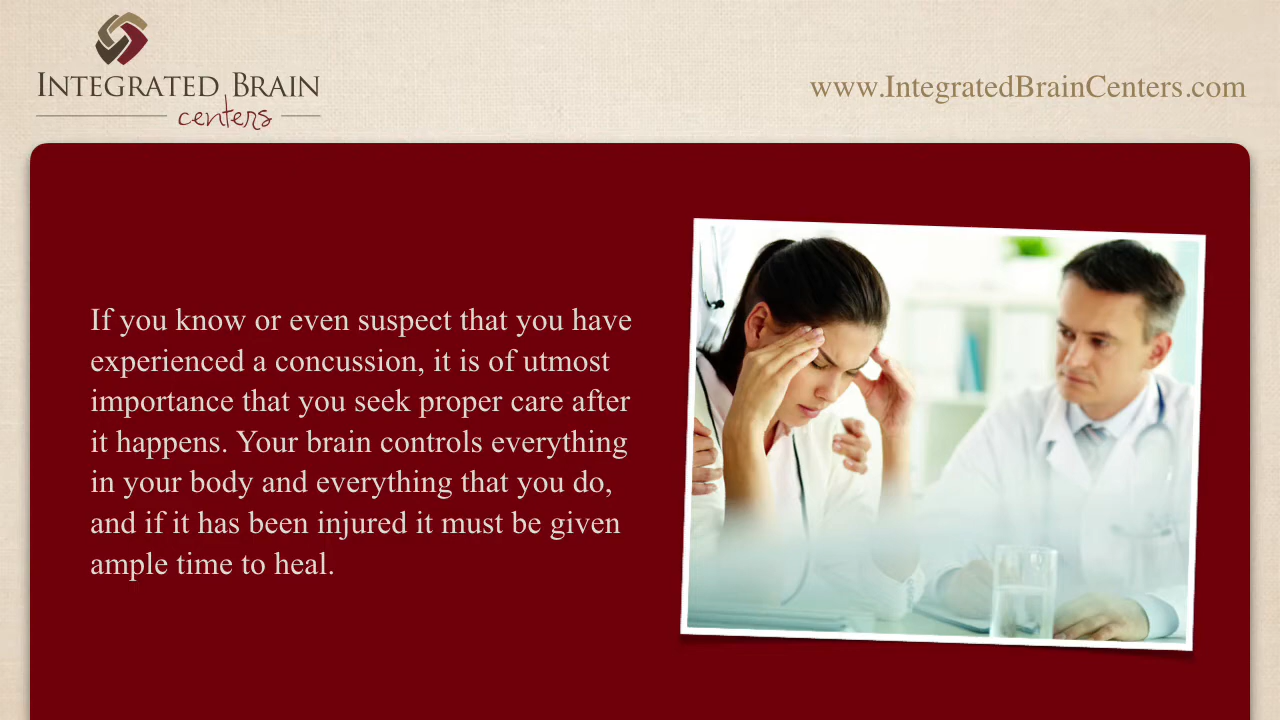 INTEGRATED BRAIN
centers
www.IntegratedBrainCenters.com
If you know or even suspect that you have
experienced a concussion, it is of utmost
importance that you seek proper care after
it happens. Your brain controls everything
in your body and everything that you do,
and if it has been injured it must be given
ample time to heal.